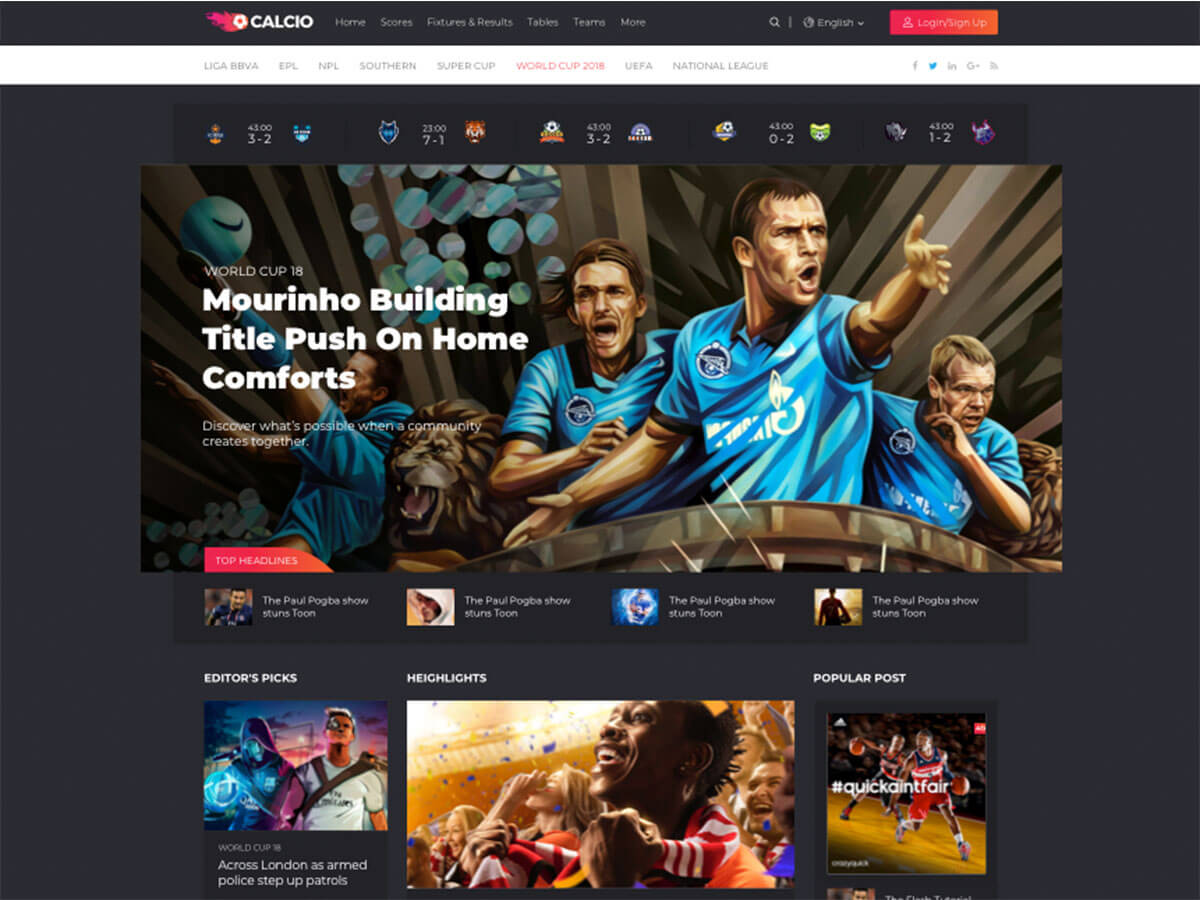 CALCIO
Home Scores Fixtures & Results Tables Teams More
English
Login/Sign Up
LIGA BBVA EPL NPL SOUTHERN SUPER CUP WORLD CUP 2018 UEFA NATIONAL LEAGUE
f in G+
43:00 23:00 43:00 43:00 43:00
3-2 7-1 3-2 0-2 1-2
WORLD CUP 18
Mourinho Building
Title Push On Home
Comforts
Discover what's possible when a community
creates together.
TOP HEADLINES
The Paul Pogba show
stuns Toon
The Paul Pogba show
stuns Toon
The Paul Pogba show
stuns Toon
The Paul Pogba show
stuns Toon
EDITOR'S PICKS
WORLD CUP 18
Across London as armed
police step up patrols
HEIGHLIGHTS
POPULAR POST
#quickaintfair
crazyquick
The Flash Tutorial